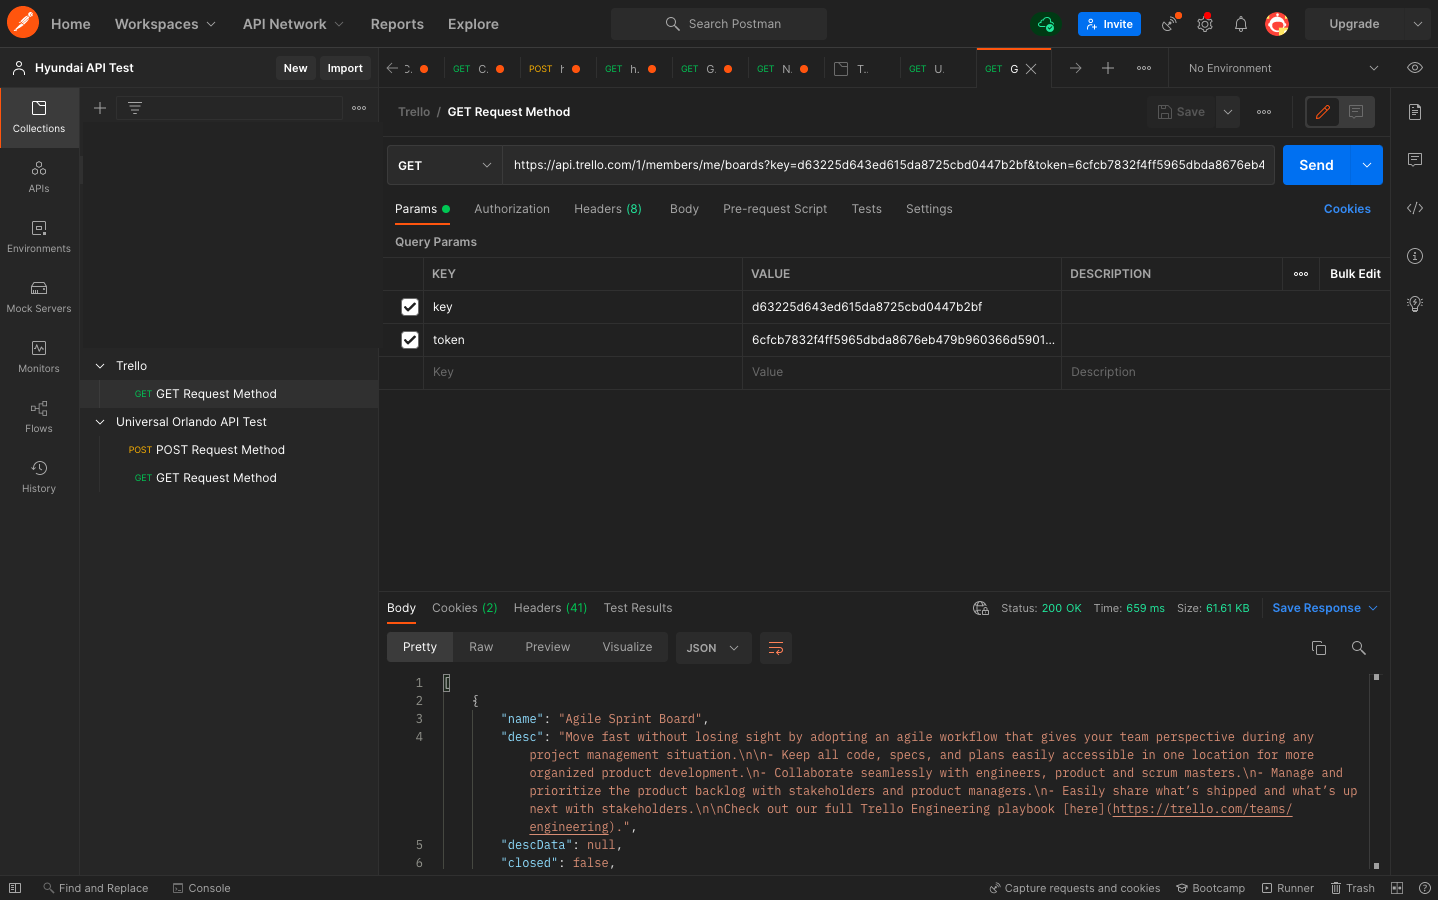 Home
Workspaces
API Network
Reports
Explore
Search Postman
Invite
Upgrade
Hyundai API Test
New
Import
GET C.
POST h
GET h.
GET G.
GET N.
T..
GET U.
GET G
No Environment
Collections
APIs
Environments
Mock Servers
Monitors
Flows
History
Trello
GET GET Request Method
Universal Orlando API Test
POST POST Request Method
GET GET Request Method
Trello / GET Request Method
Save
GET
https://api.trello.com/1/members/me/boards?key=d63225d643ed615da8725cbd0447b2bf&token=6cfcb7832f4ff5965dbda8676eb4
Send
Params
Authorization
Headers (8)
Body
Pre-request Script
Tests
Settings
Cookies
Query Params
KEY VALUE DESCRIPTION
Bulk Edit
key d63225d643ed615da8725cbd0447b2bf
token 6cfcb7832f4ff5965dbda8676eb479b960366d5901...
Key Value Description
Body
Cookies (2)
Headers (41)
Test Results
Status: 200 OK Time: 659 ms Size: 61.61 KB
Save Response
Pretty
Raw
Preview
Visualize
JSON
1 [
2 {
3 "name": "Agile Sprint Board",
4 "desc": "Move fast without losing sight by adopting an agile workflow that gives your team perspective during any
project management situation.\n\n- Keep all code, specs, and plans easily accessible in one location for more
organized product development.\n- Collaborate seamlessly with engineers, product and scrum masters.\n- Manage and
prioritize the product backlog with stakeholders and product managers.\n- Easily share what’s shipped and what’s up
next with stakeholders.\n\nCheck out our full Trello Engineering playbook [here](https://trello.com/teams/
engineering).",
5 "descData": null,
6 "closed": false,
Find and Replace
Console
Capture requests and cookies
Bootcamp
Runner
Trash